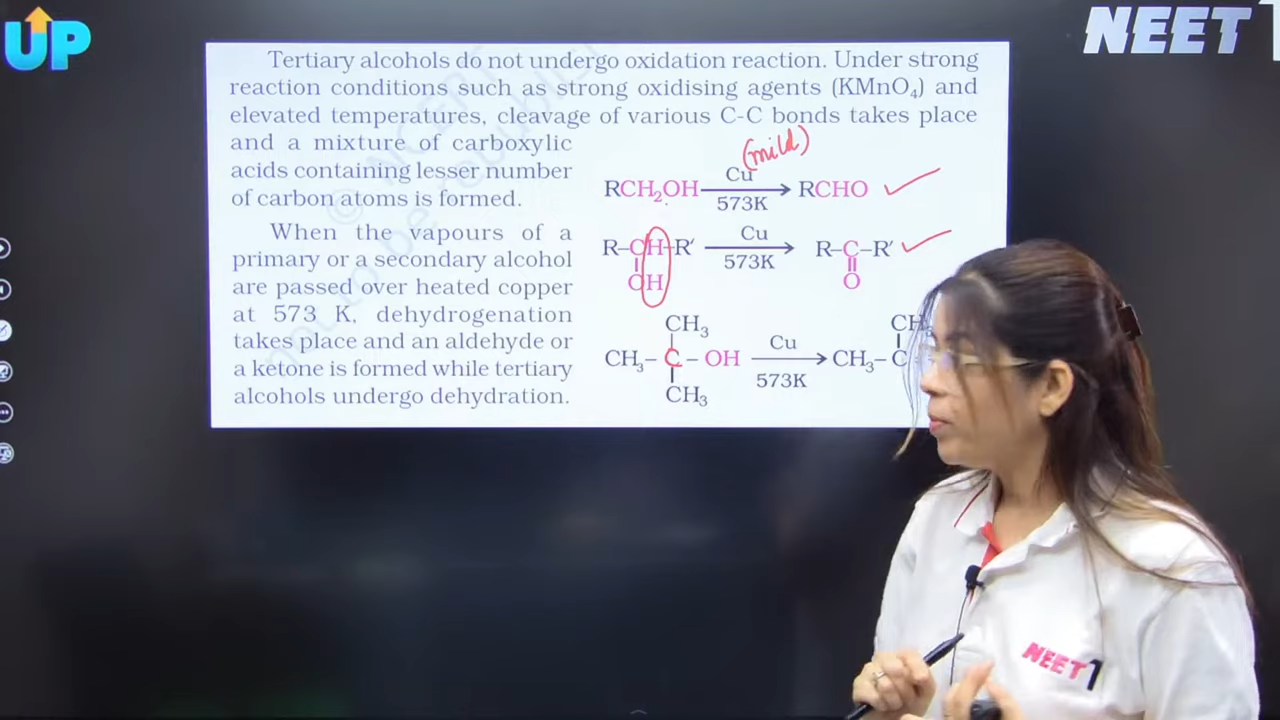 UP
NEET 1
Tertiary alcohols do not undergo oxidation reaction. Under strong
reaction conditions such as strong oxidising agents (KMnO₄) and
elevated temperatures, cleavage of various C-C bonds takes place
and a mixture of carboxylic
acids containing lesser number
of carbon atoms is formed.
When the vapours of a
primary or a secondary alcohol
are passed over heated copper
at 573 K, dehydrogenation
takes place and an aldehyde or
a ketone is formed while tertiary
alcohols undergo dehydration.
(mild)
RCH₂OH Cu 573K RCHO
R–CH–R′ Cu 573K R–C–R′
OH O
CH₃ CH₃
CH₃–C–OH Cu 573K CH₃–C
CH₃
NEET 1